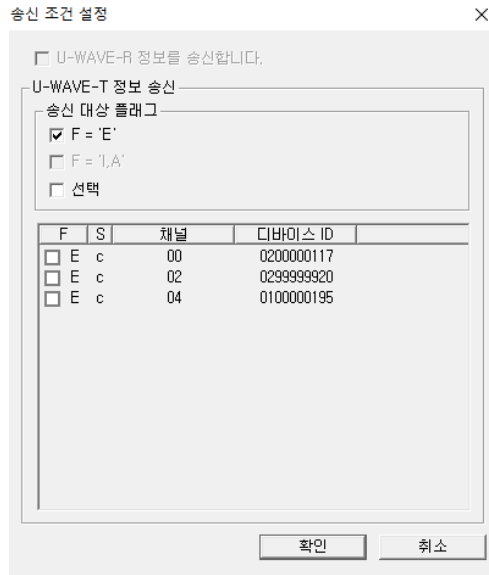 송신 조건 설정
U-WAVE-R 정보를 송신합니다.
U-WAVE-T 정보 송신
송신 대상 플래그
F = 'E'
F = 'I,A'
선택
F S 채널 디바이스 ID
E c 00 0200000117
E c 02 0299999920
E c 04 0100000195
확인 취소